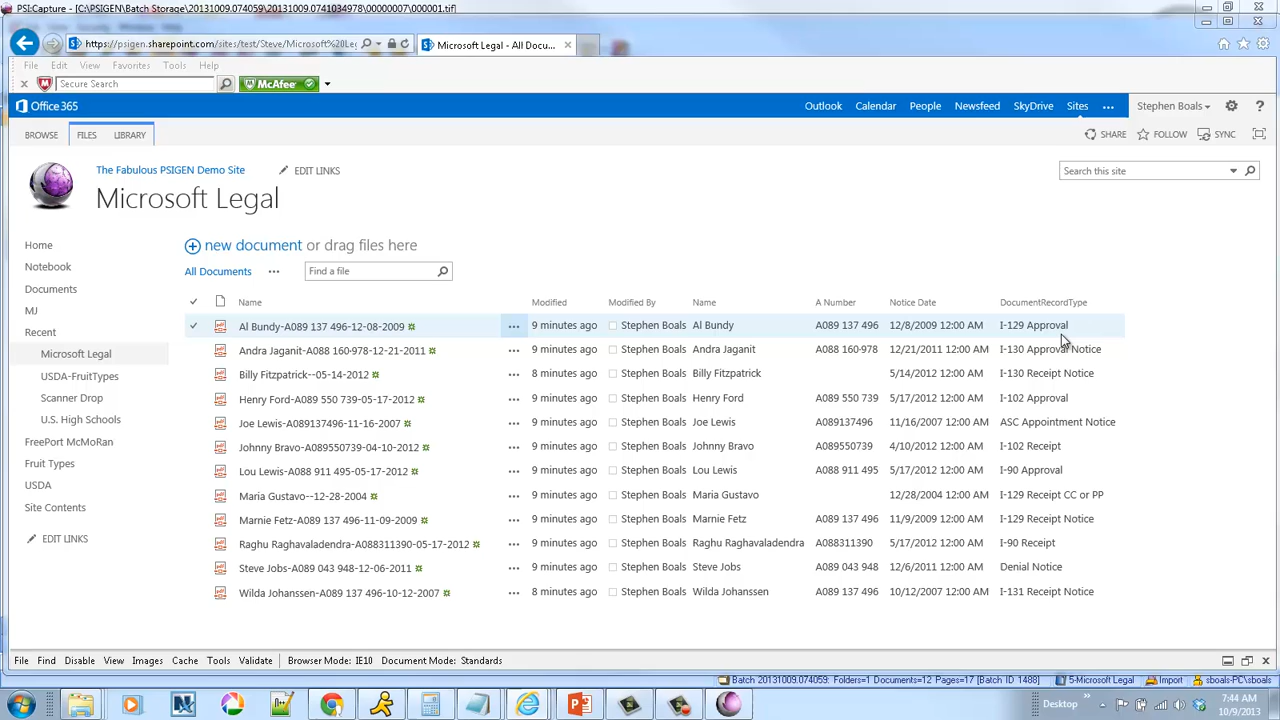 PSI:Capture - [C:\PSIGEN\Batch Storage\20131009.074059\20131009.0741034978\00000007\000001.tif]
https://psigen.sharepoint.com/sites/test/Steve/Microsoft%20Leg
Microsoft Legal - All Docu...
File Edit View Favorites Tools Help
Secure Search McAfee
Office 365 Outlook Calendar People Newsfeed SkyDrive Sites ... Stephen Boals ?
BROWSE FILES LIBRARY SHARE FOLLOW SYNC
The Fabulous PSIGEN Demo Site EDIT LINKS
Search this site
Microsoft Legal
Home
Notebook
Documents
MJ
Recent
Microsoft Legal
USDA-FruitTypes
Scanner Drop
U.S. High Schools
FreePort McMoRan
Fruit Types
USDA
Site Contents
EDIT LINKS
new document or drag files here
All Documents ... Find a file
Name Modified Modified By Name A Number Notice Date DocumentRecordType
Al Bundy-A089 137 496-12-08-2009 ... 9 minutes ago Stephen Boals Al Bundy A089 137 496 12/8/2009 12:00 AM I-129 Approval
Andra Jaganit-A088 160-978-12-21-2011 ... 9 minutes ago Stephen Boals Andra Jaganit A088 160-978 12/21/2011 12:00 AM I-130 Approval Notice
Billy Fitzpatrick--05-14-2012 ... 8 minutes ago Stephen Boals Billy Fitzpatrick 5/14/2012 12:00 AM I-130 Receipt Notice
Henry Ford-A089 550 739-05-17-2012 ... 9 minutes ago Stephen Boals Henry Ford A089 550 739 5/17/2012 12:00 AM I-102 Approval
Joe Lewis-A089137496-11-16-2007 ... 9 minutes ago Stephen Boals Joe Lewis A089137496 11/16/2007 12:00 AM ASC Appointment Notice
Johnny Bravo-A089550739-04-10-2012 ... 9 minutes ago Stephen Boals Johnny Bravo A089550739 4/10/2012 12:00 AM I-102 Receipt
Lou Lewis-A088 911 495-05-17-2012 ... 9 minutes ago Stephen Boals Lou Lewis A088 911 495 5/17/2012 12:00 AM I-90 Approval
Maria Gustavo--12-28-2004 ... 9 minutes ago Stephen Boals Maria Gustavo 12/28/2004 12:00 AM I-129 Receipt CC or PP
Marnie Fetz-A089 137 496-11-09-2009 ... 9 minutes ago Stephen Boals Marnie Fetz A089 137 496 11/9/2009 12:00 AM I-129 Receipt Notice
Raghu Raghavaladendra-A088311390-05-17-2012 ... 9 minutes ago Stephen Boals Raghu Raghavaladendra A088311390 5/17/2012 12:00 AM I-90 Receipt
Steve Jobs-A089 043 948-12-06-2011 ... 9 minutes ago Stephen Boals Steve Jobs A089 043 948 12/6/2011 12:00 AM Denial Notice
Wilda Johanssen-A089 137 496-10-12-2007 ... 8 minutes ago Stephen Boals Wilda Johanssen A089 137 496 10/12/2007 12:00 AM I-131 Receipt Notice
File Find Disable View Images Cache Tools Validate Browser Mode: IE10 Document Mode: Standards
Batch 20131009.074059: Folders=1 Documents=12 Pages=17 [Batch ID 1488] 5-Microsoft Legal Import sboals-PC\sboals
Desktop 7:44 AM
10/9/2013